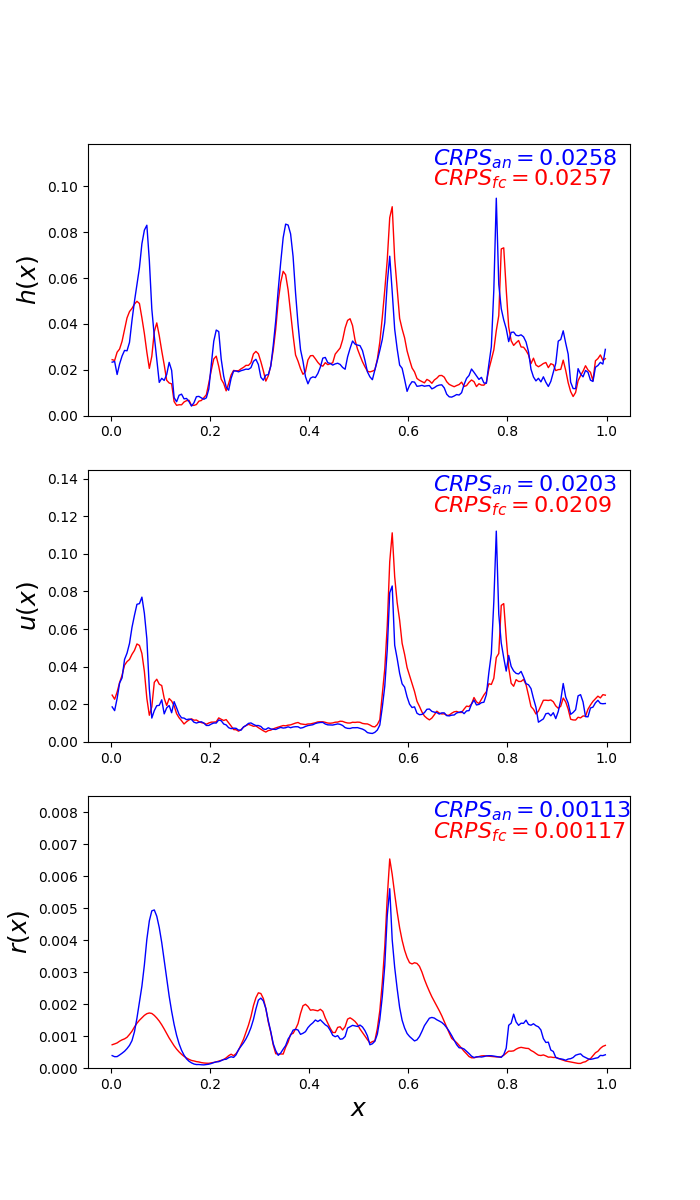 CRPS_an = 0.0258
CRPS_fc = 0.0257
0.10
0.08
0.06
0.04
0.02
0.00
h(x)
0.0 0.2 0.4 0.6 0.8 1.0
CRPS_an = 0.0203
CRPS_fc = 0.0209
0.14
0.12
0.10
0.08
0.06
0.04
0.02
0.00
u(x)
0.0 0.2 0.4 0.6 0.8 1.0
CRPS_an = 0.00113
CRPS_fc = 0.00117
0.008
0.007
0.006
0.005
0.004
0.003
0.002
0.001
0.000
r(x)
0.0 0.2 0.4 0.6 0.8 1.0
x